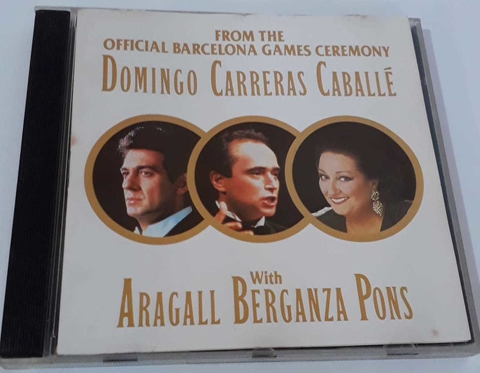 FROM THE
OFFICIAL BARCELONA GAMES CEREMONY
DOMINGO CARRERAS CABALLÉ
With
ARAGALL BERGANZA PONS